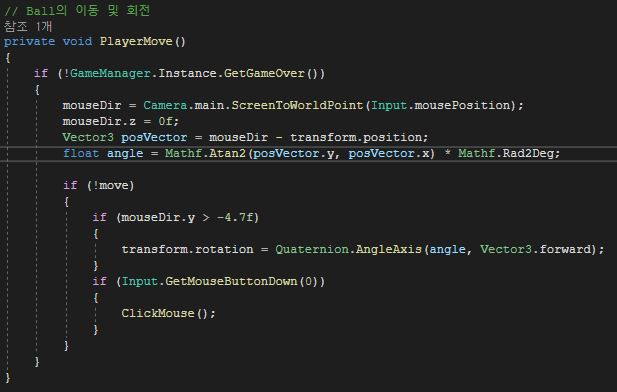 // Ball의 이동 및 회전
참조 1개
private void PlayerMove()
{
if (!GameManager.Instance.GetGameOver())
{
mouseDir = Camera.main.ScreenToWorldPoint(Input.mousePosition);
mouseDir.z = 0f;
Vector3 posVector = mouseDir - transform.position;
float angle = Mathf.Atan2(posVector.y, posVector.x) * Mathf.Rad2Deg;
if (!move)
{
if (mouseDir.y > -4.7f)
{
transform.rotation = Quaternion.AngleAxis(angle, Vector3.forward);
}
if (Input.GetMouseButtonDown(0))
{
ClickMouse();
}
}
}
}